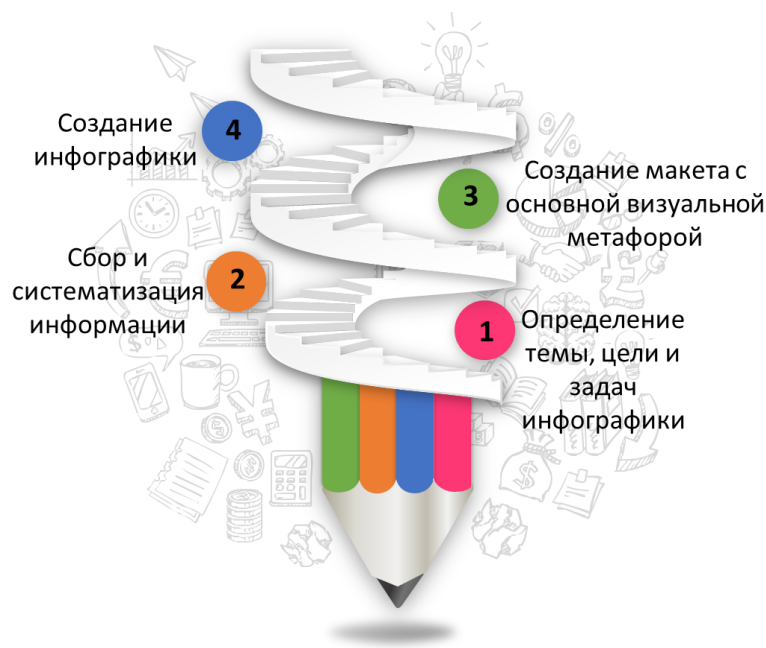 4
Создание
инфографики
3
Создание макета с
основной визуальной
метафорой
2
Сбор и
систематизация
информации
1
Определение
темы, цели и
задач
инфографики